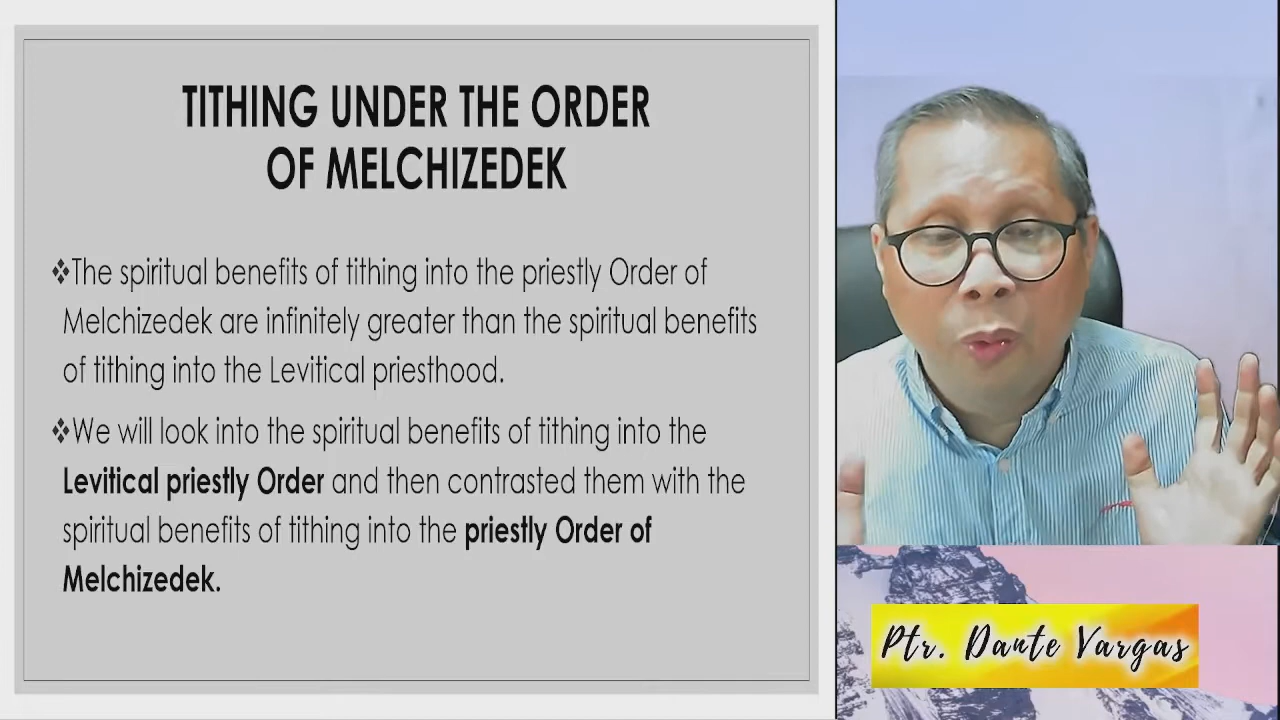 TITHING UNDER THE ORDER
OF MELCHIZEDEK
❖The spiritual benefits of tithing into the priestly Order of
Melchizedek are infinitely greater than the spiritual benefits
of tithing into the Levitical priesthood.
❖We will look into the spiritual benefits of tithing into the
Levitical priestly Order and then contrasted them with the
spiritual benefits of tithing into the priestly Order of
Melchizedek.
Ptr. Dante Vargas